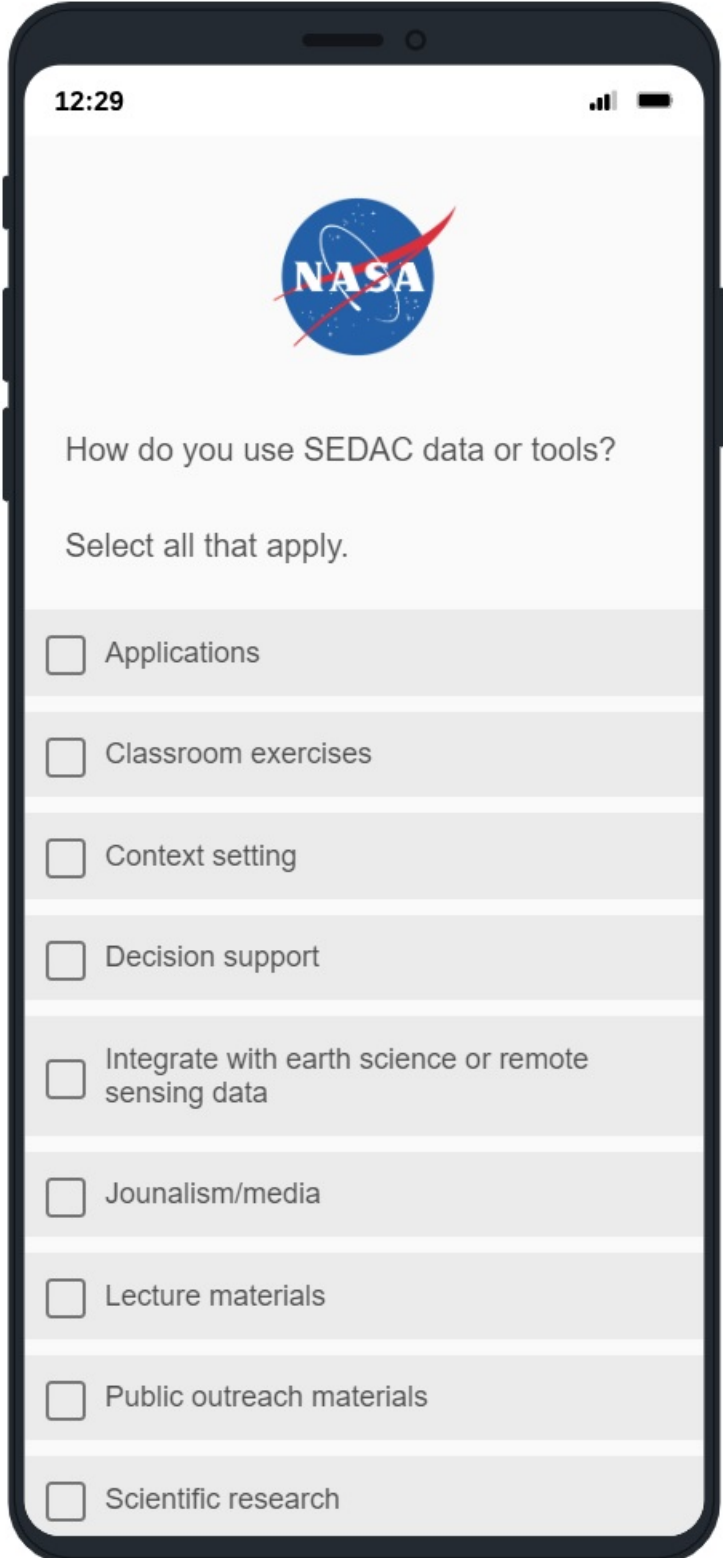 12:29
NASA
How do you use SEDAC data or tools?
Select all that apply.
Applications
Classroom exercises
Context setting
Decision support
Integrate with earth science or remote
sensing data
Jounalism/media
Lecture materials
Public outreach materials
Scientific research